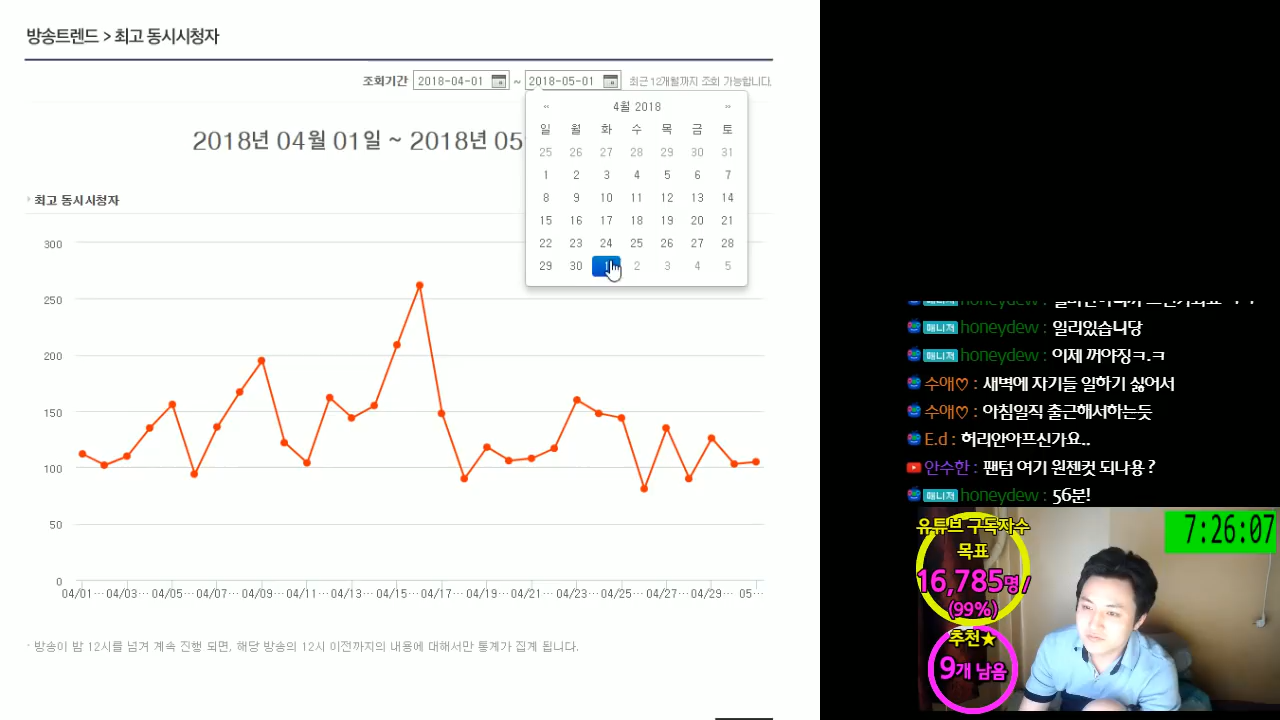 방송트렌드 > 최고 동시시청자
조회기간 2018-04-01 ~ 2018-05-01 최근 12개월까지 조회 가능합니다.
« 4월 2018 »
일 월 화 수 목 금 토
25 26 27 28 29 30 31
1 2 3 4 5 6 7
8 9 10 11 12 13 14
15 16 17 18 19 20 21
22 23 24 25 26 27 28
29 30 1 2 3 4 5
2018년 04월 01일 ~ 2018년 05
최고 동시시청자
300
250
200
150
100
50
0
04/01… 04/03… 04/05… 04/11… 04/13… 04/15… 04/17… 04/19… 04/21… 04/23… 04/25… 04/27… 04/29… 05…
· 방송이 밤 12시를 넘겨 계속 진행 되면, 해당 방송의 12시 이전까지의 내용에 대해서만 통계가 집계 됩니다.
매니저 honeydew :
매니저 honeydew : 일리있습니당
매니저 honeydew : 이제 꺼야징ㅋ.ㅋ
수애♡ : 새벽에 자기들 일하기 싫어서
수애♡ : 아침일직 출근해서하는듯
E.d : 허리안아프신가요..
안수한 : 팬텀 여기 원젠컷 되나용?
매니저 honeydew : 56분!
유튜브 구독자수
목표
16,785명 /
(99%)
추천★
9개 남음
7:26:07